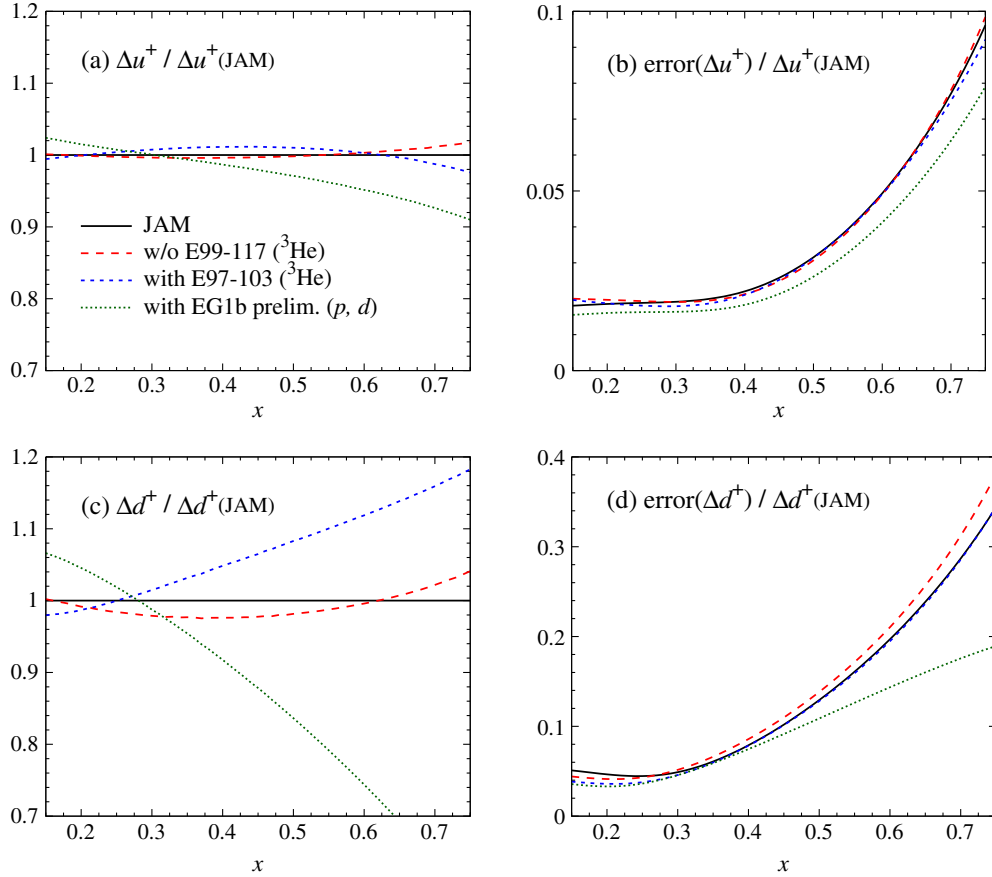 (a) Δu⁺ / Δu⁺(JAM)
1.2
1.1
1
0.9
0.8
0.7
JAM
w/o E99-117 (³He)
with E97-103 (³He)
with EG1b prelim. (p, d)
0.2 0.3 0.4 0.5 0.6 0.7
x
(b) error(Δu⁺) / Δu⁺(JAM)
0.1
0.05
0
0.2 0.3 0.4 0.5 0.6 0.7
x
(c) Δd⁺ / Δd⁺(JAM)
1.2
1.1
1
0.9
0.8
0.7
0.2 0.3 0.4 0.5 0.6 0.7
x
(d) error(Δd⁺) / Δd⁺(JAM)
0.4
0.3
0.2
0.1
0
0.2 0.3 0.4 0.5 0.6 0.7
x